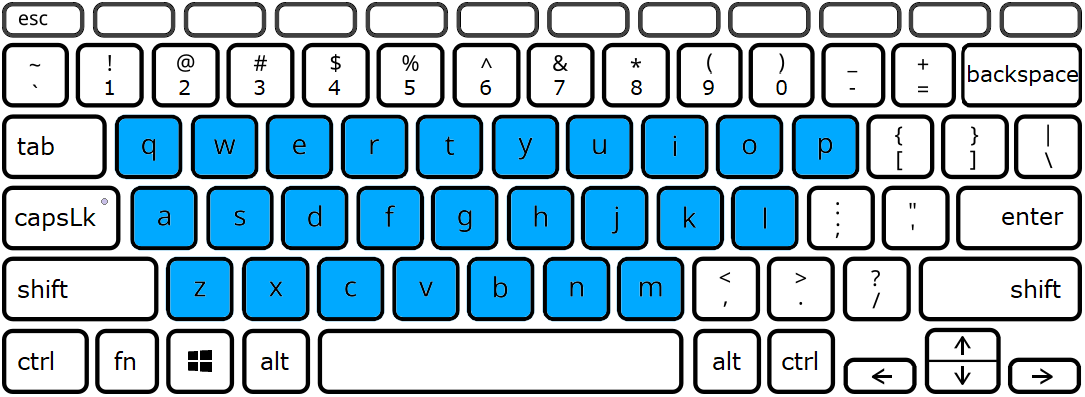 esc
~ ! @ # $ % ^ & * ( ) _ +
` 1 2 3 4 5 6 7 8 9 0 - = backspace
tab q w e r t y u i o p { } |
[ ] \
capsLk a s d f g h j k l : " enter
; '
shift z x c v b n m < > ? shift
, . /
ctrl fn alt alt ctrl ← ↑ ↓ →